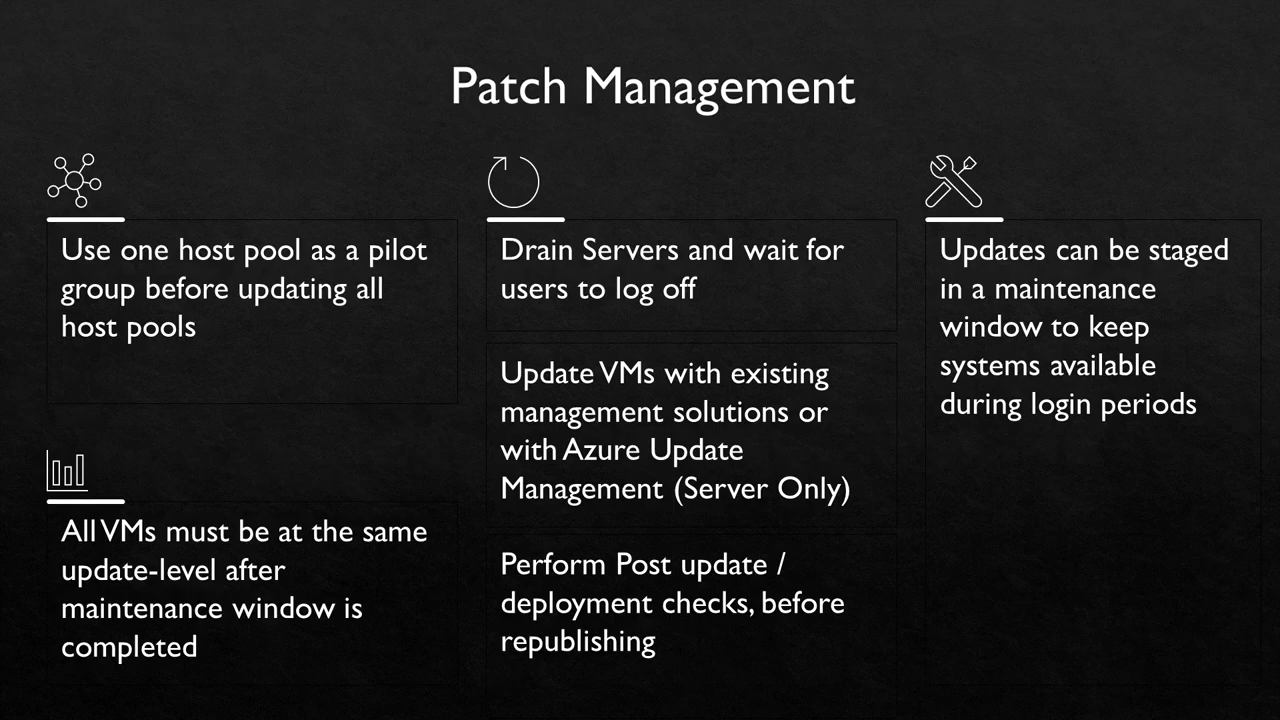 Patch Management
Use one host pool as a pilot
group before updating all
host pools
All VMs must be at the same
update-level after
maintenance window is
completed
Drain Servers and wait for
users to log off
Update VMs with existing
management solutions or
with Azure Update
Management (Server Only)
Perform Post update /
deployment checks, before
republishing
Updates can be staged
in a maintenance
window to keep
systems available
during login periods